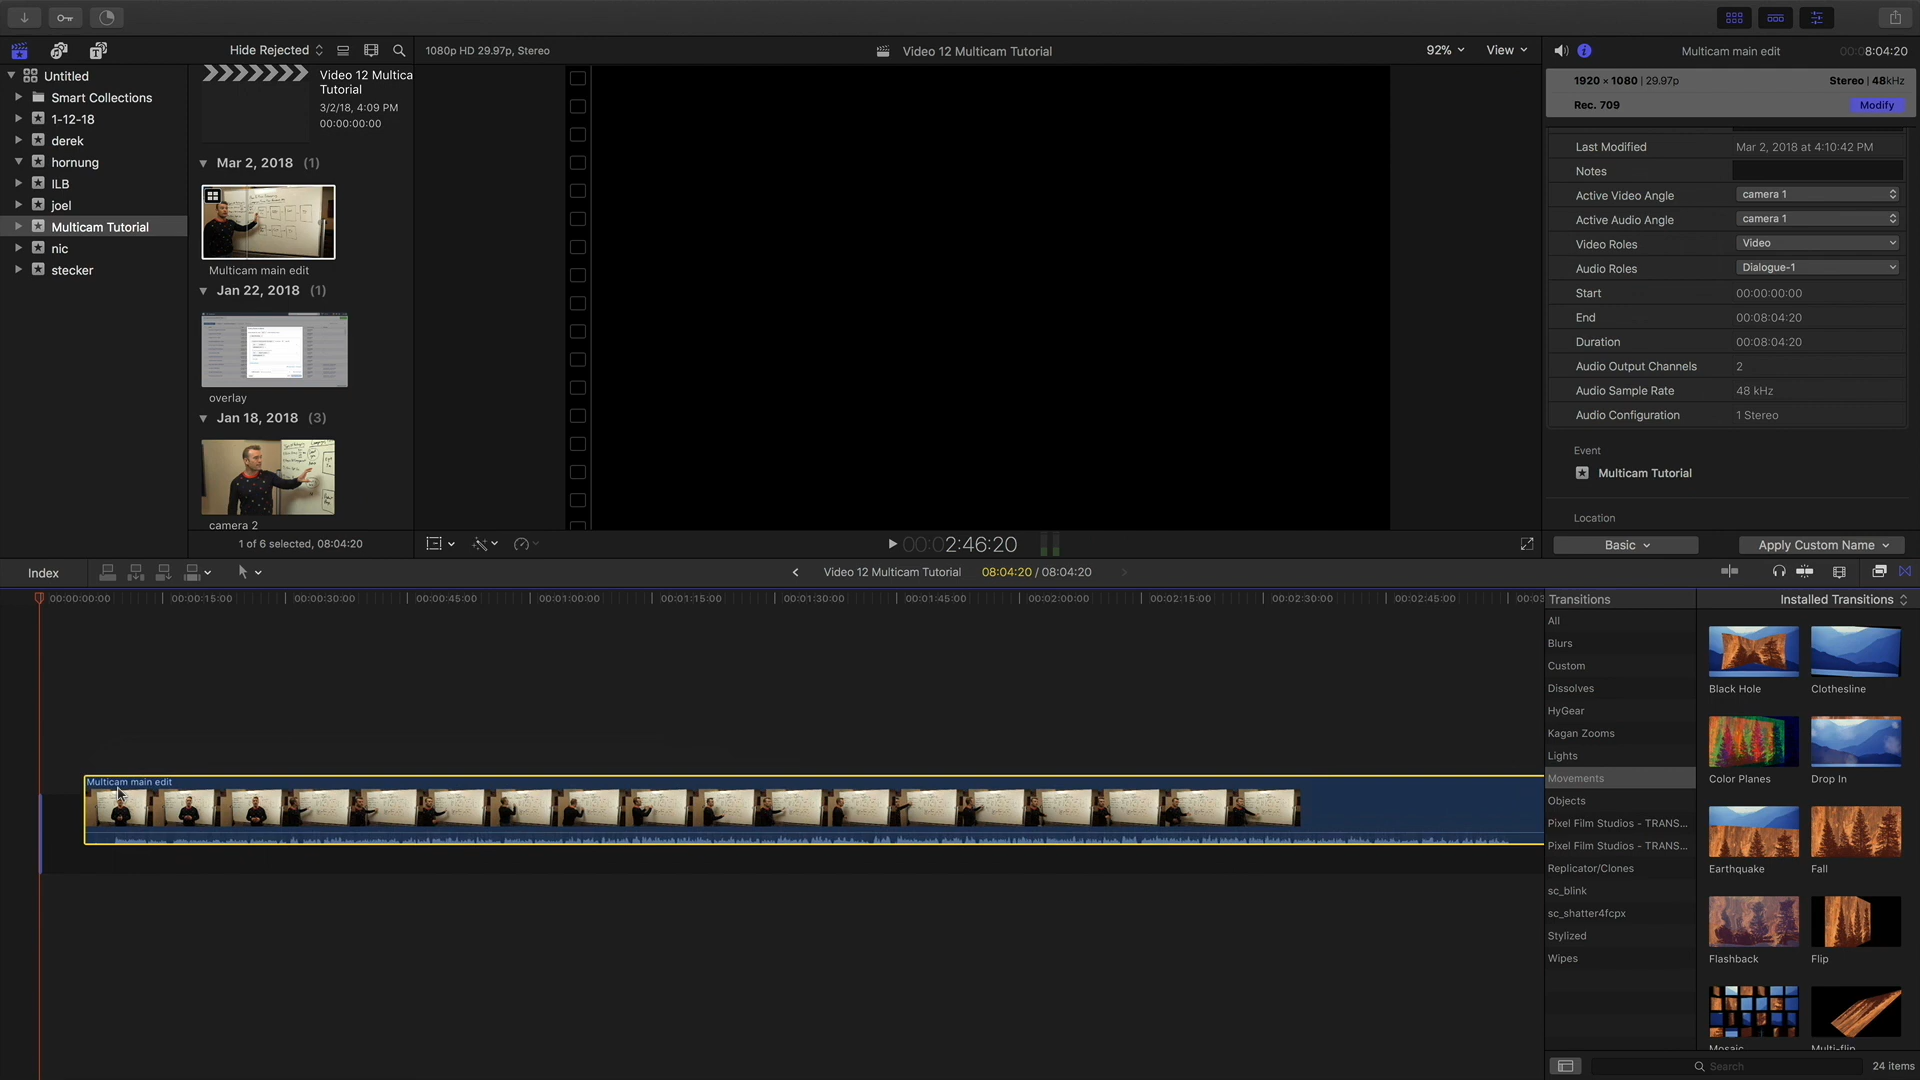 Hide Rejected
1080p HD 29.97p, Stereo
Video 12 Multicam Tutorial
92%
View
Multicam main edit
00:08:04:20
Untitled
Smart Collections
1-12-18
derek
hornung
ILB
joel
Multicam Tutorial
nic
stecker
Video 12 Multica
Tutorial
3/2/18, 4:09 PM
00:00:00:00
Mar 2, 2018 (1)
Multicam main edit
Jan 22, 2018 (1)
overlay
Jan 18, 2018 (3)
camera 2
1 of 6 selected, 08:04:20
00:02:46:20
1920 × 1080 | 29.97p
Stereo | 48kHz
Rec. 709
Modify
Last Modified Mar 2, 2018 at 4:10:42 PM
Notes
Active Video Angle camera 1
Active Audio Angle camera 1
Video Roles Video
Audio Roles Dialogue-1
Start 00:00:00:00
End 00:08:04:20
Duration 00:08:04:20
Audio Output Channels 2
Audio Sample Rate 48 kHz
Audio Configuration 1 Stereo
Event
Multicam Tutorial
Location
Basic
Apply Custom Name
Index
Video 12 Multicam Tutorial
08:04:20 / 08:04:20
00:00:00:00
00:00:15:00
00:00:30:00
00:00:45:00
00:01:00:00
00:01:15:00
00:01:30:00
00:01:45:00
00:02:00:00
00:02:15:00
00:02:30:00
00:02:45:00
00:03
Multicam main edit
Transitions
Installed Transitions
All
Blurs
Custom
Dissolves
HyGear
Kagan Zooms
Lights
Movements
Objects
Pixel Film Studios - TRANS...
Pixel Film Studios - TRANS...
Replicator/Clones
sc_blink
sc_shatter4fcpx
Stylized
Wipes
Black Hole
Clothesline
Color Planes
Drop In
Earthquake
Fall
Flashback
Flip
Mosaic
Multi-flip
Search
24 items